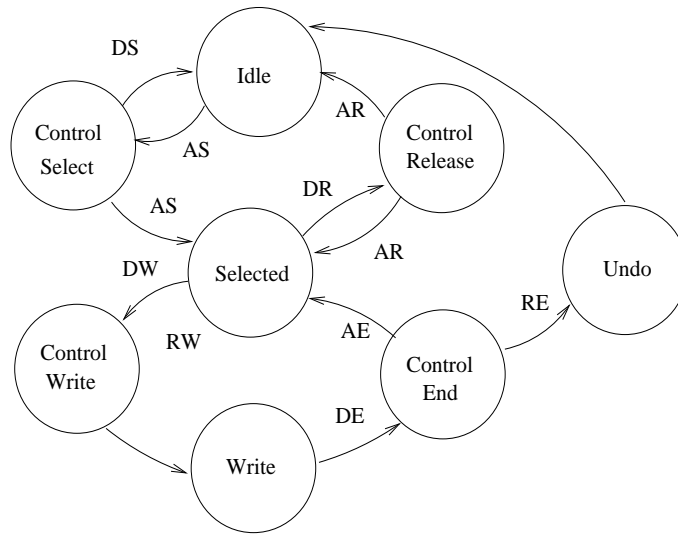 DS
Idle
Control
Select
AS
AR
Control
Release
AS
DR
AR
Selected
Undo
DW
RW
Control
Write
AE
RE
Control
End
DE
Write